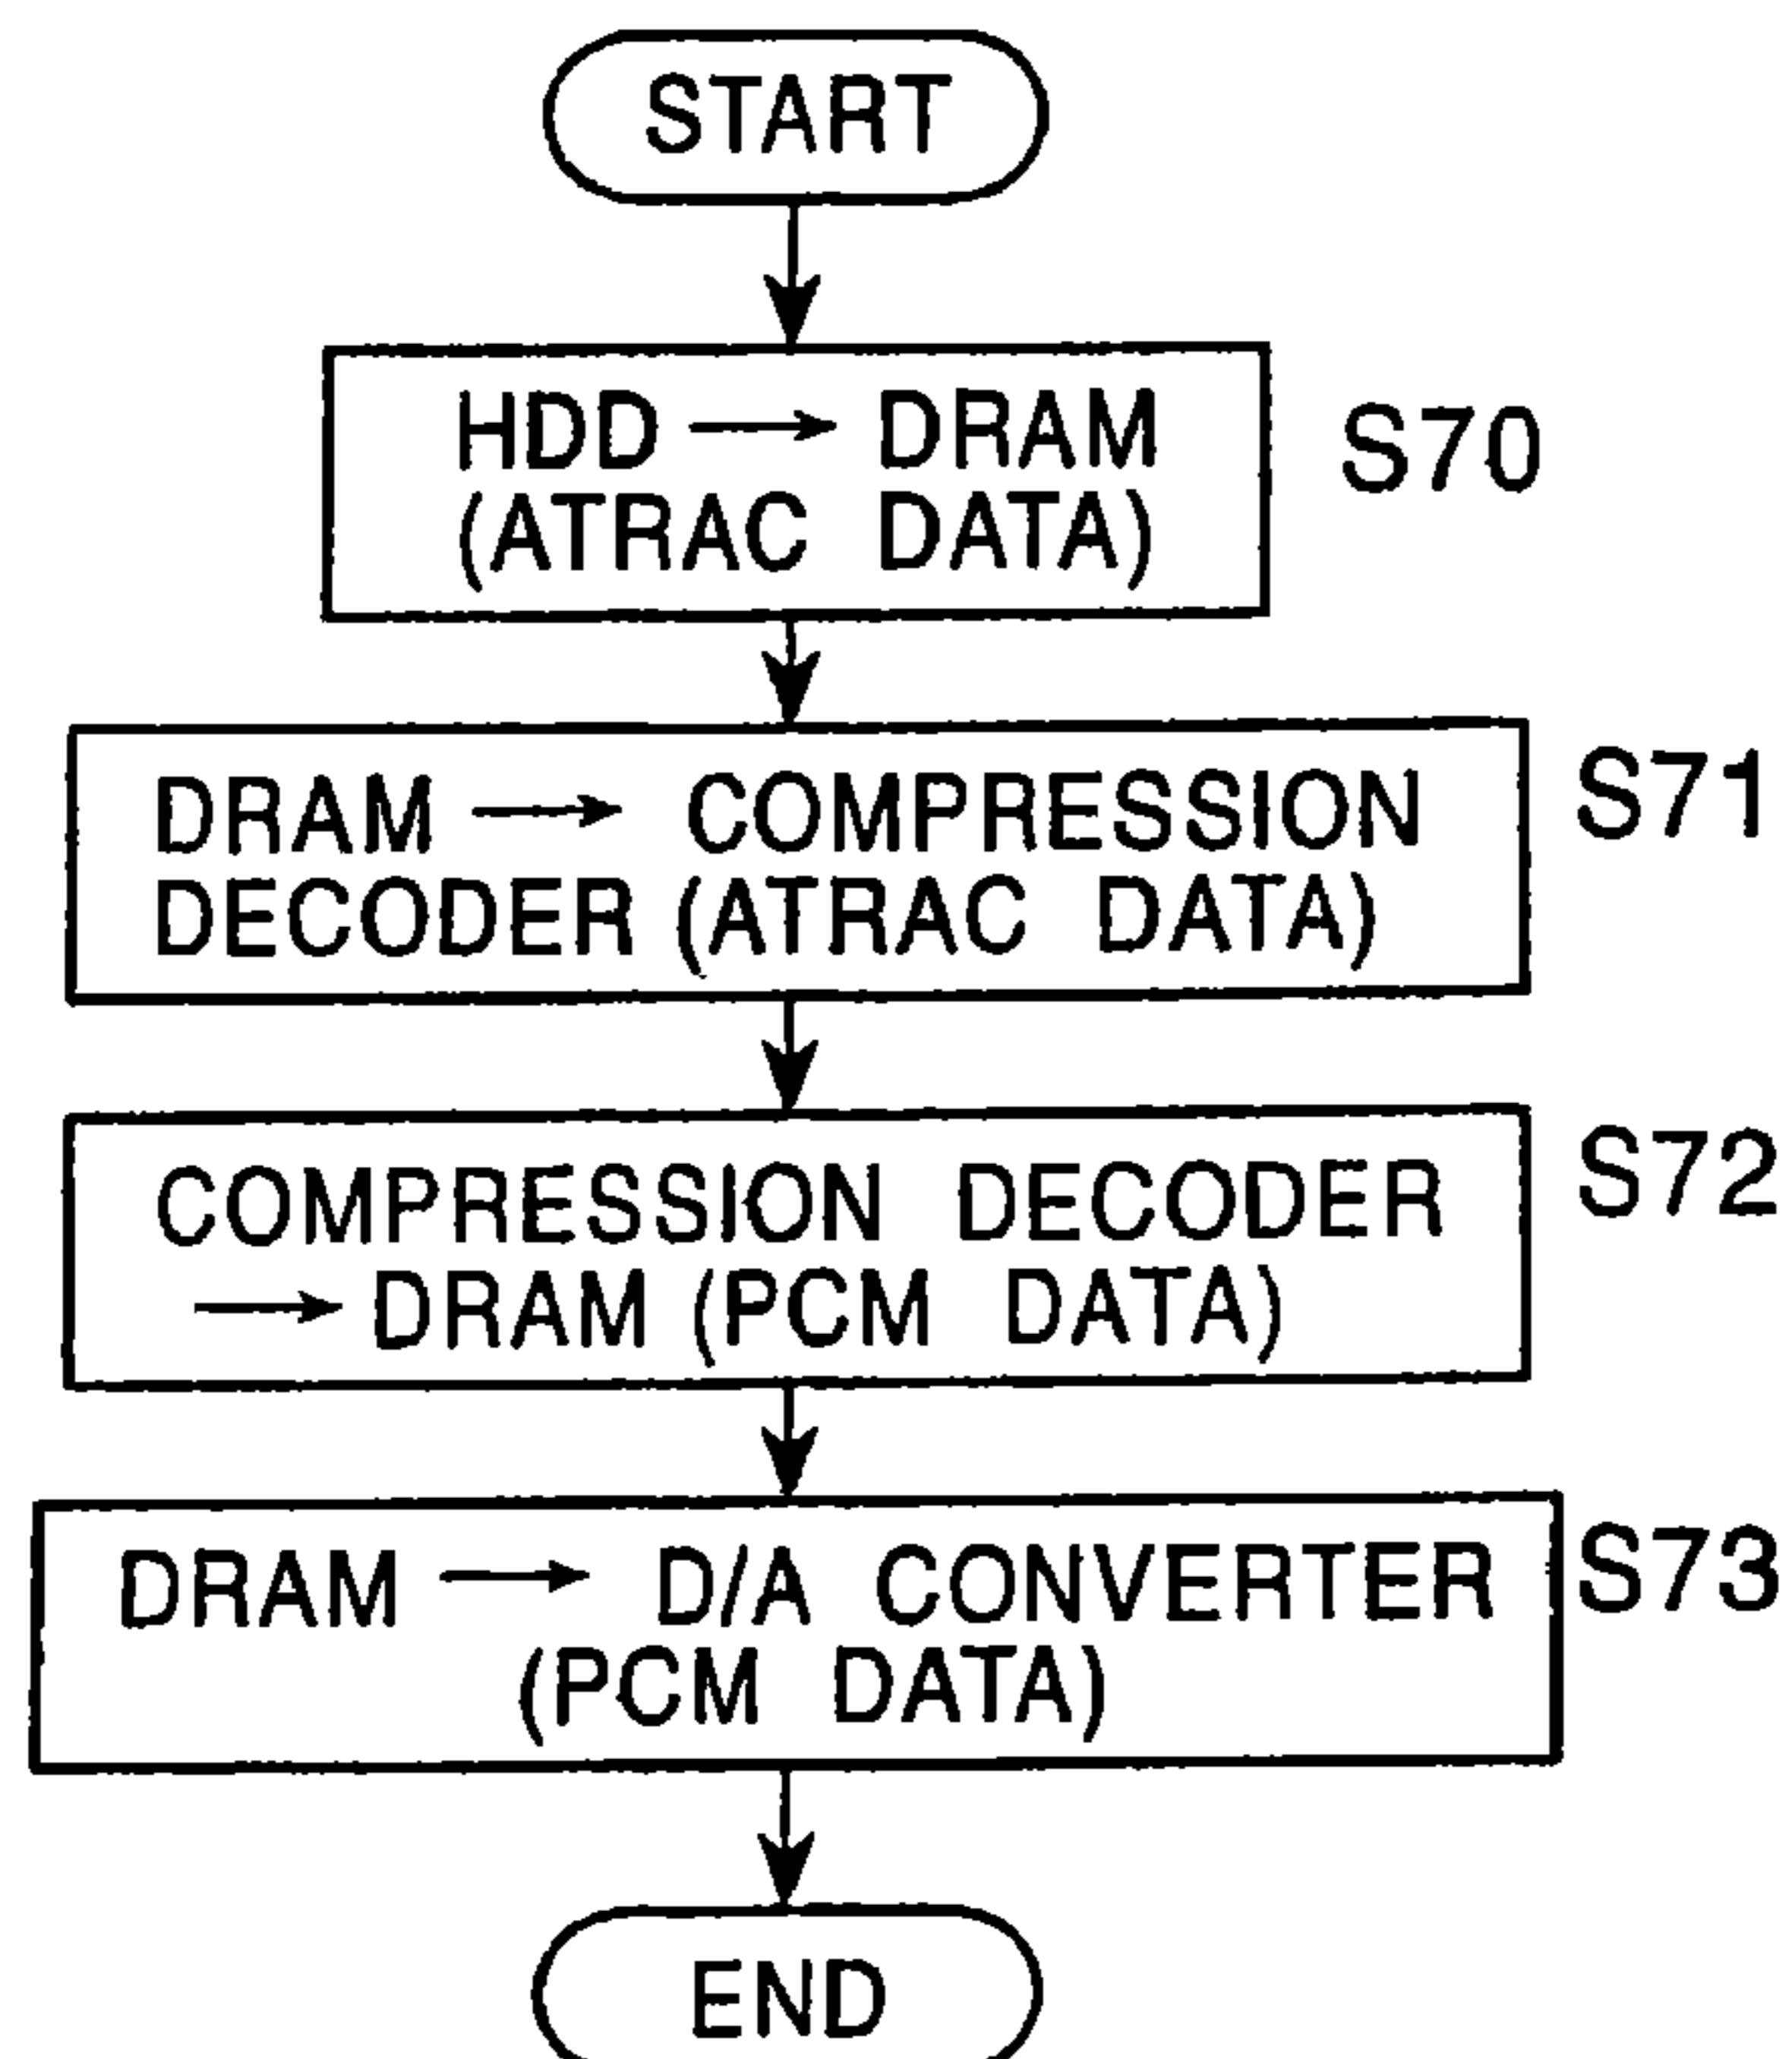 START
HDD → DRAM
(ATRAC DATA)
S70
DRAM → COMPRESSION
DECODER (ATRAC DATA)
S71
COMPRESSION DECODER
→ DRAM (PCM DATA)
S72
DRAM → D/A CONVERTER
(PCM DATA)
S73
END